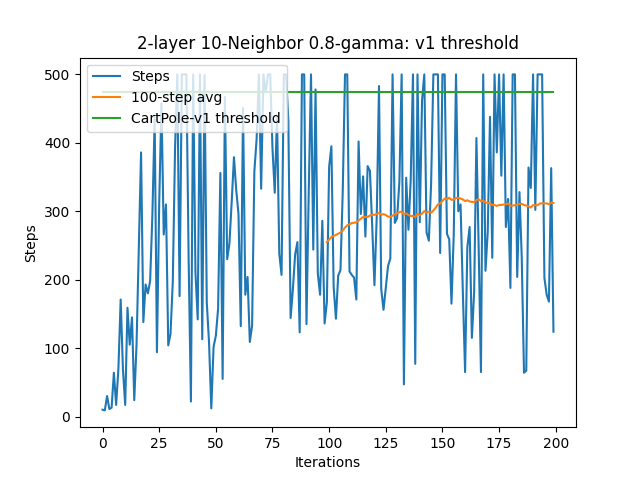 2-layer 10-Neighbor 0.8-gamma: v1 threshold
Steps
100-step avg
CartPole-v1 threshold
500
400
300
200
100
0
Steps
0 25 50 75 100 125 150 175 200
Iterations